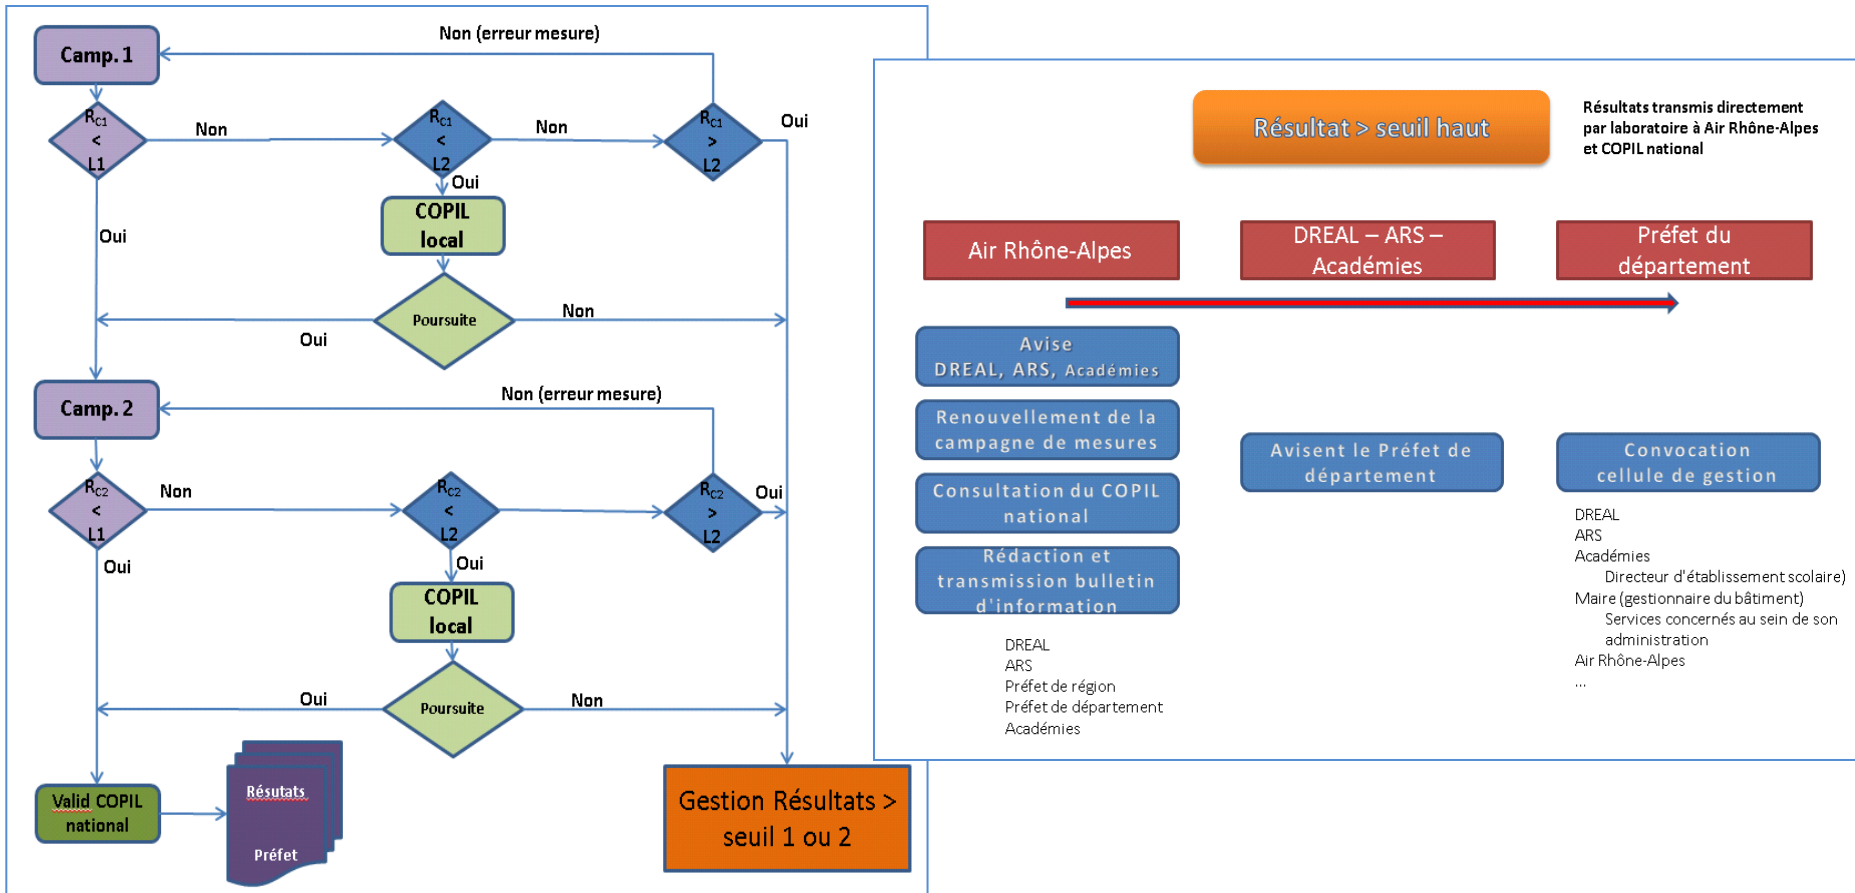 Camp. 1
Non (erreur mesure)
RC1
<
L1
Non
RC1
<
L2
Non
RC1
>
L2
Oui
Oui
COPIL
local
Oui
Poursuite
Non
Oui
Camp. 2
Non (erreur mesure)
RC2
<
L1
Non
RC2
<
L2
RC2
>
L2
Oui
Oui
Oui
COPIL
local
Oui
Poursuite
Non
Valid COPIL
national
Résutats
Préfet
Gestion Résultats >
seuil 1 ou 2
Résultat > seuil haut
Résultats transmis directement
par laboratoire à Air Rhône-Alpes
et COPIL national
Air Rhône-Alpes
DREAL – ARS –
Académies
Préfet du
département
Avise
DREAL, ARS, Académies
Renouvellement de la
campagne de mesures
Consultation du COPIL
national
Rédaction et
transmission bulletin
d'information
DREAL
ARS
Préfet de région
Préfet de département
Académies
Avisent le Préfet de
département
Convocation
cellule de gestion
DREAL
ARS
Académies
Directeur d'établissement scolaire)
Maire (gestionnaire du bâtiment)
Services concernés au sein de son
administration
Air Rhône-Alpes
...